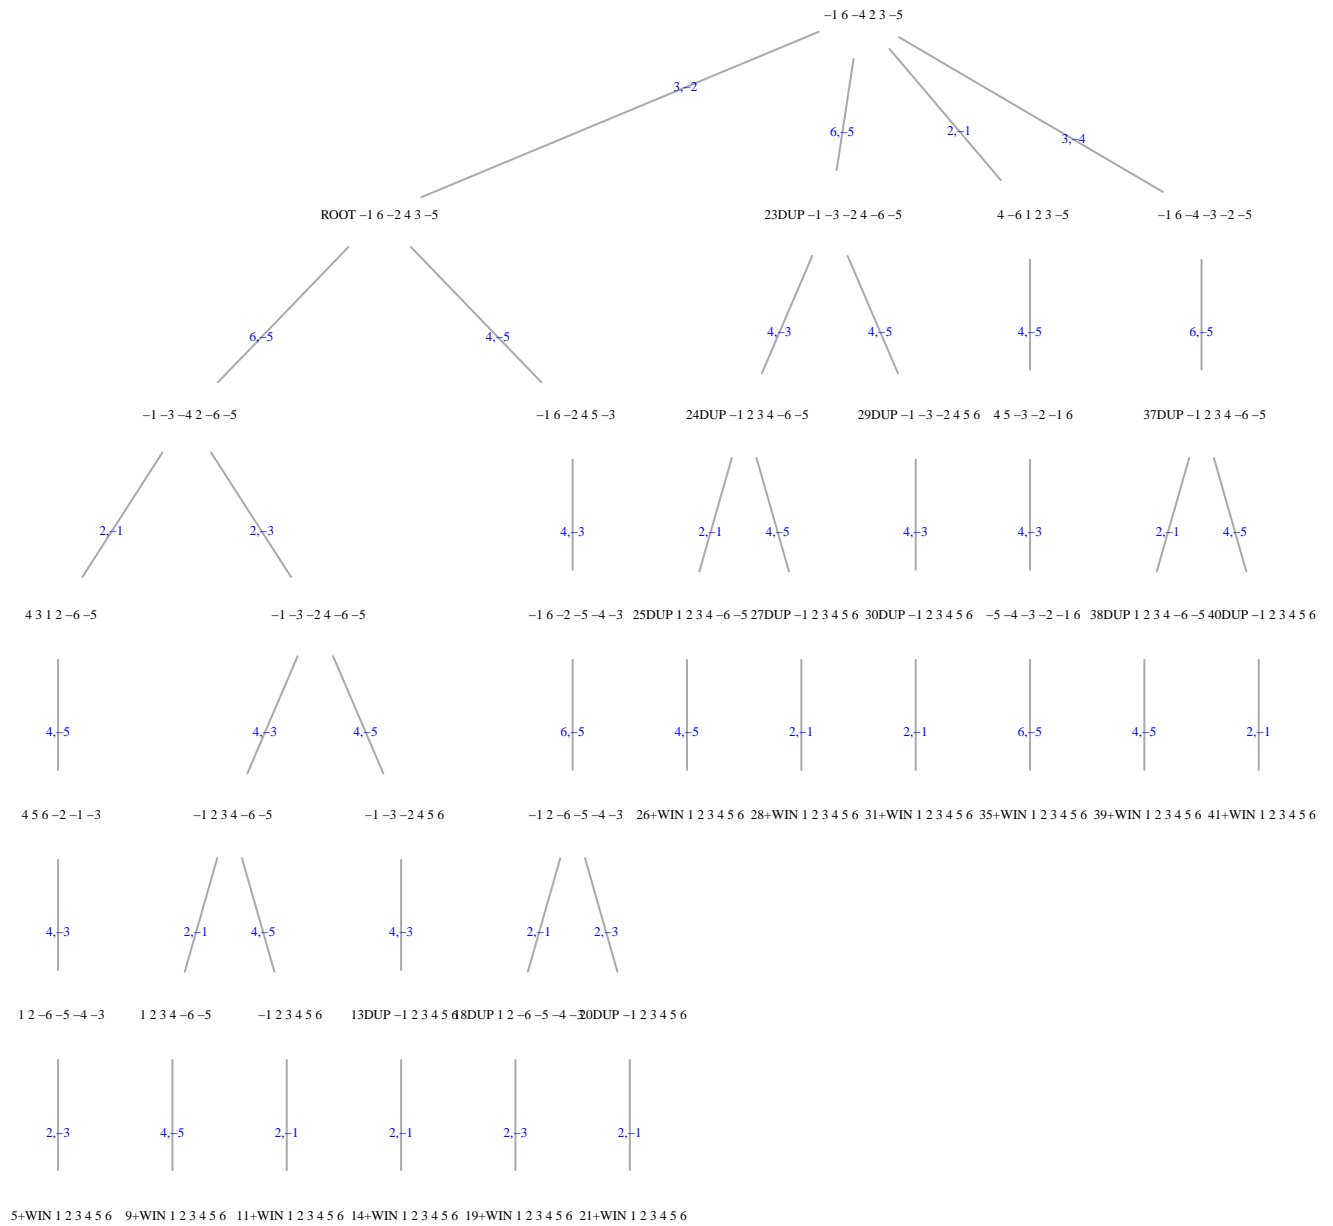 −1 6 −4 2 3 −5
3,−2
6,−5
2,−1
3,−4
ROOT −1 6 −2 4 3 −5
23DUP −1 −3 −2 4 −6 −5
4 −6 1 2 3 −5
−1 6 −4 −3 −2 −5
6,−5
4,−5
4,−3
4,−5
4,−5
6,−5
−1 −3 −4 2 −6 −5
−1 6 −2 4 5 −3
24DUP −1 2 3 4 −6 −5
29DUP −1 −3 −2 4 5 6
4 5 −3 −2 −1 6
37DUP −1 2 3 4 −6 −5
2,−1
2,−3
4,−3
2,−1
4,−5
4,−3
4,−3
2,−1
4,−5
4 3 1 2 −6 −5
−1 −3 −2 4 −6 −5
−1 6 −2 −5 −4 −3
25DUP 1 2 3 4 −6 −5
27DUP −1 2 3 4 5 6
30DUP −1 2 3 4 5 6
−5 −4 −3 −2 −1 6
38DUP 1 2 3 4 −6 −5
40DUP −1 2 3 4 5 6
4,−5
4,−3
4,−5
6,−5
4,−5
2,−1
2,−1
6,−5
4,−5
2,−1
4 5 6 −2 −1 −3
−1 2 3 4 −6 −5
−1 −3 −2 4 5 6
−1 2 −6 −5 −4 −3
26+WIN 1 2 3 4 5 6
28+WIN 1 2 3 4 5 6
31+WIN 1 2 3 4 5 6
35+WIN 1 2 3 4 5 6
39+WIN 1 2 3 4 5 6
41+WIN 1 2 3 4 5 6
4,−3
2,−1
4,−5
4,−3
2,−1
2,−3
1 2 −6 −5 −4 −3
1 2 3 4 −6 −5
−1 2 3 4 5 6
13DUP −1 2 3 4 5 6
18DUP 1 2 −6 −5 −4 −3
20DUP −1 2 3 4 5 6
2,−3
4,−5
2,−1
2,−1
2,−3
2,−1
5+WIN 1 2 3 4 5 6
9+WIN 1 2 3 4 5 6
11+WIN 1 2 3 4 5 6
14+WIN 1 2 3 4 5 6
19+WIN 1 2 3 4 5 6
21+WIN 1 2 3 4 5 6